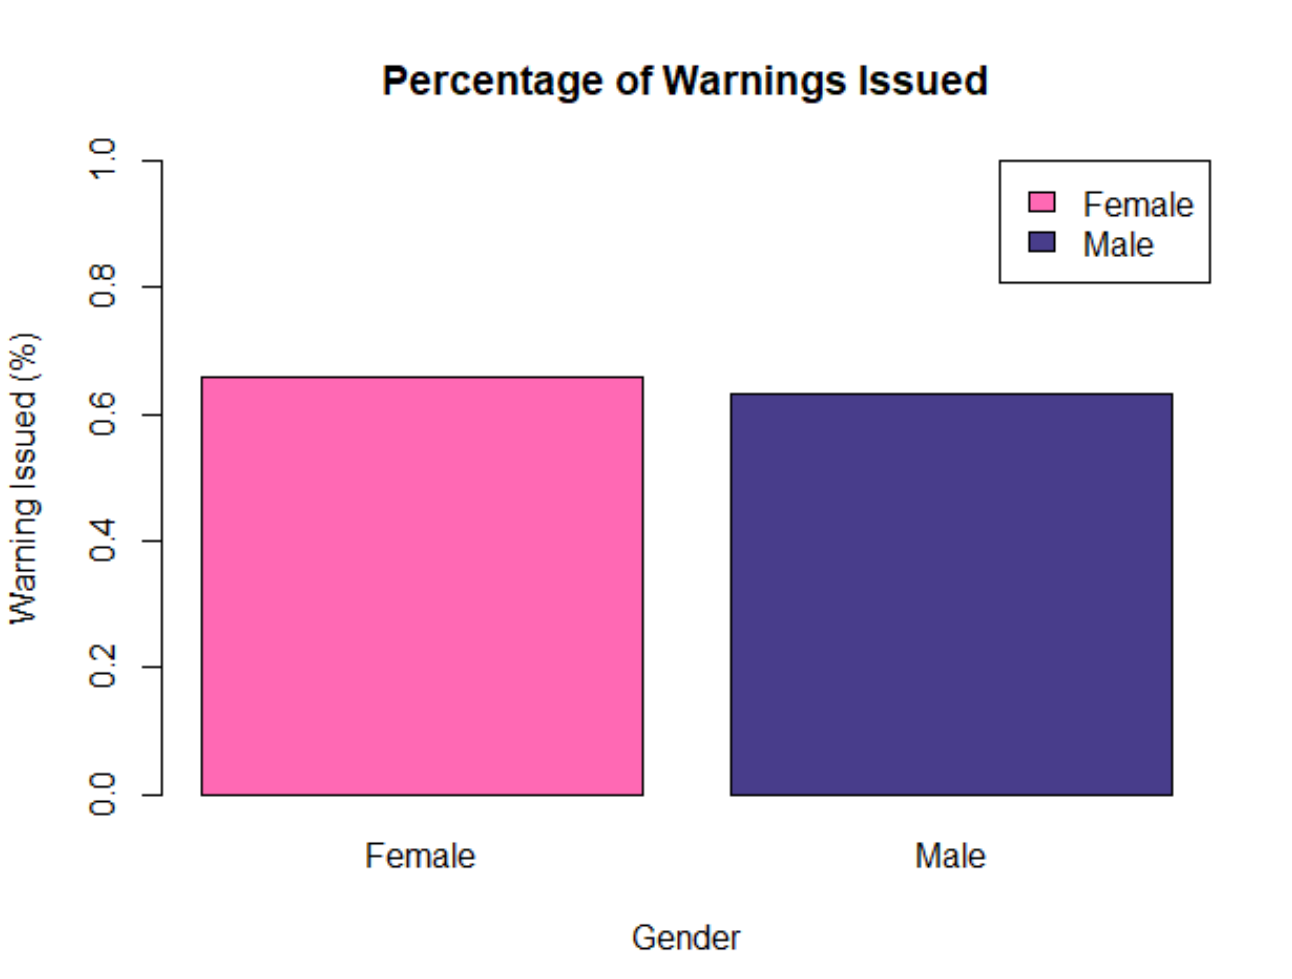 Percentage of Warnings Issued
Female
Male
Warning Issued (%)
1.0
0.8
0.6
0.4
0.2
0.0
Female
Male
Gender